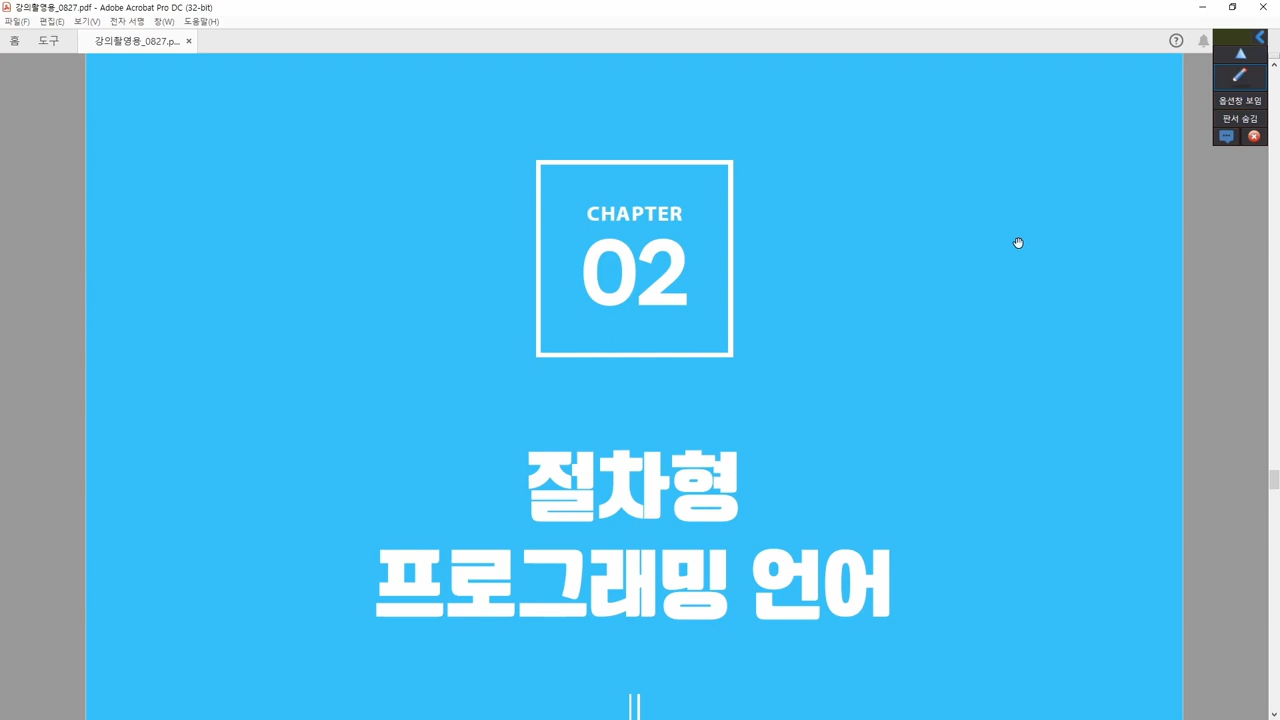 강의촬영용_0827.pdf - Adobe Acrobat Pro DC (32-bit)
파일(F) 편집(E) 보기(V) 전자 서명 창(W) 도움말(H)
홈 도구 강의촬영용_0827.p... ×
옵션창 보임
판서 숨김
CHAPTER
02
절차형
프로그래밍 언어